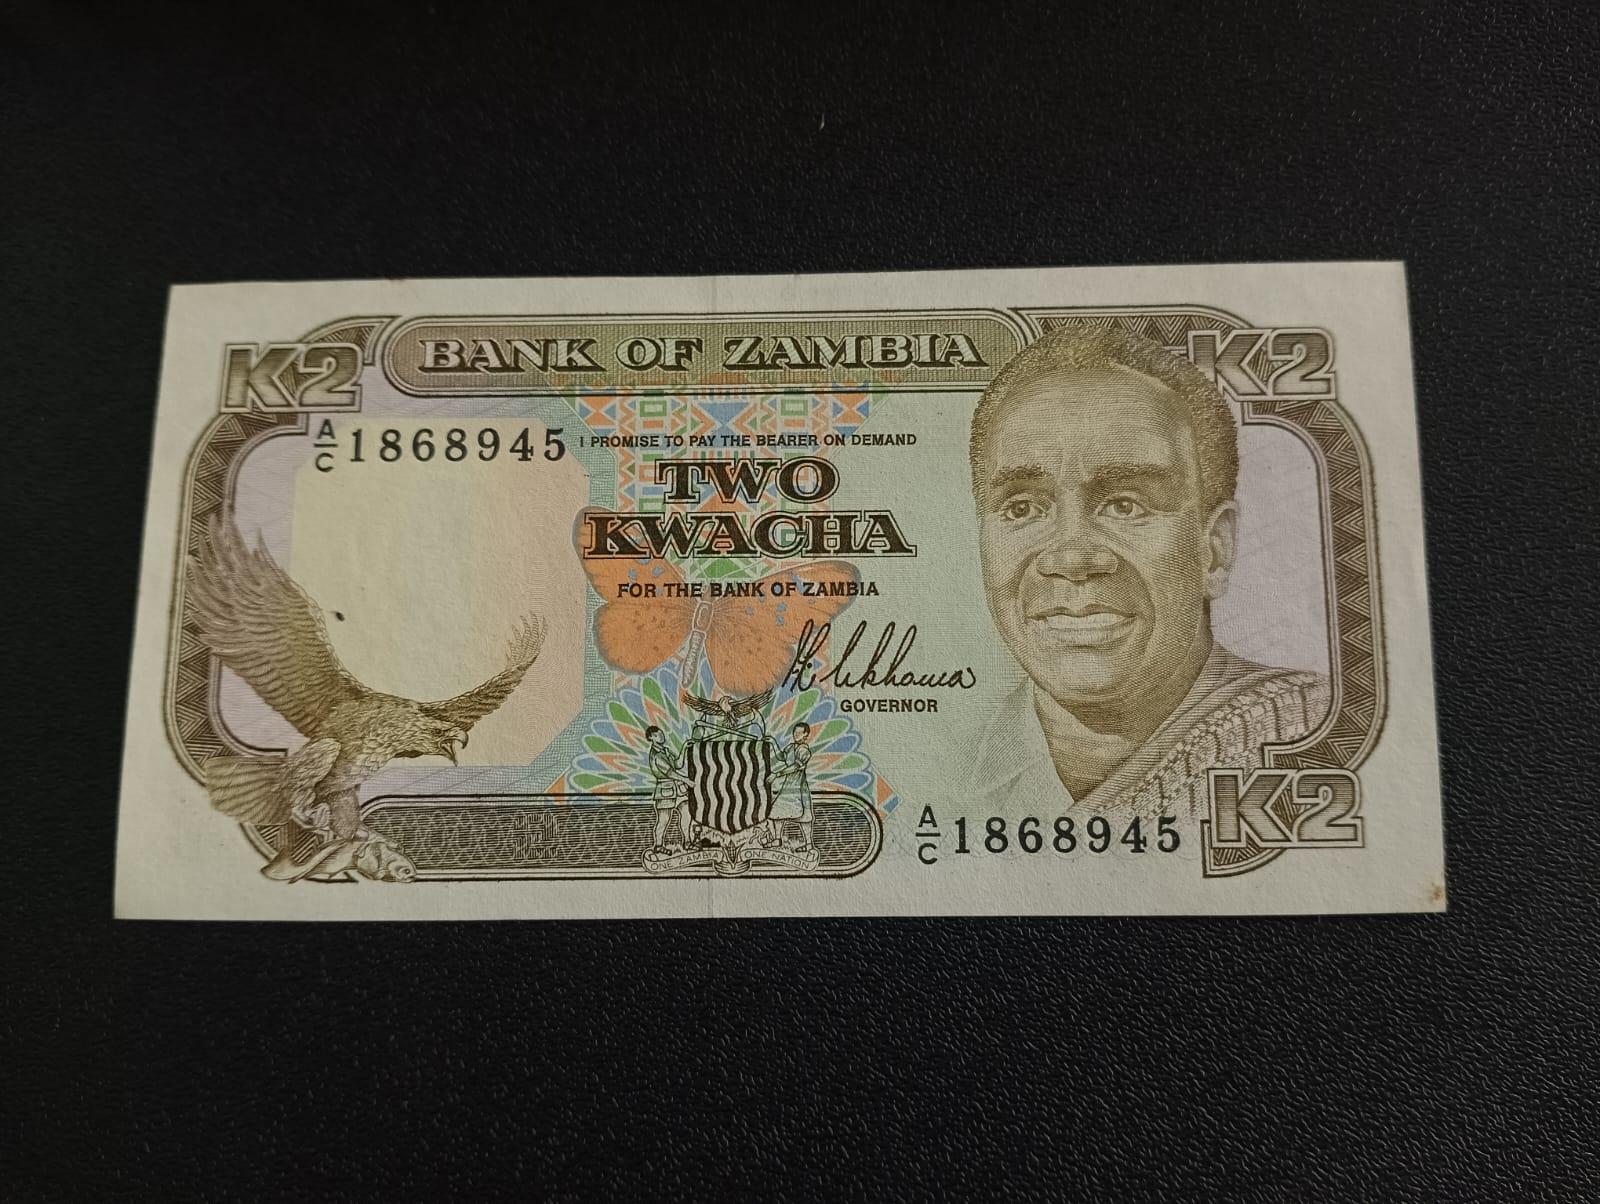 K2
BANK OF ZAMBIA
K2
A/C 1868945
I PROMISE TO PAY THE BEARER ON DEMAND
TWO
KWACHA
FOR THE BANK OF ZAMBIA
GOVERNOR
ONE ZAMBIA ONE NATION
A/C 1868945
K2